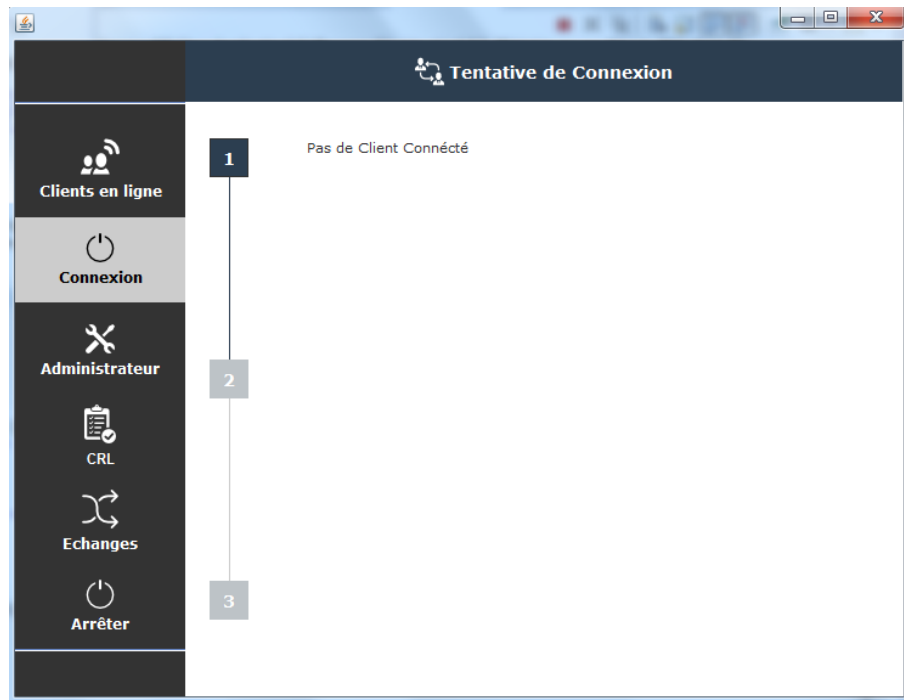 Tentative de Connexion
Clients en ligne
Connexion
Administrateur
CRL
Echanges
Arrêter
1
Pas de Client Connécté
2
3